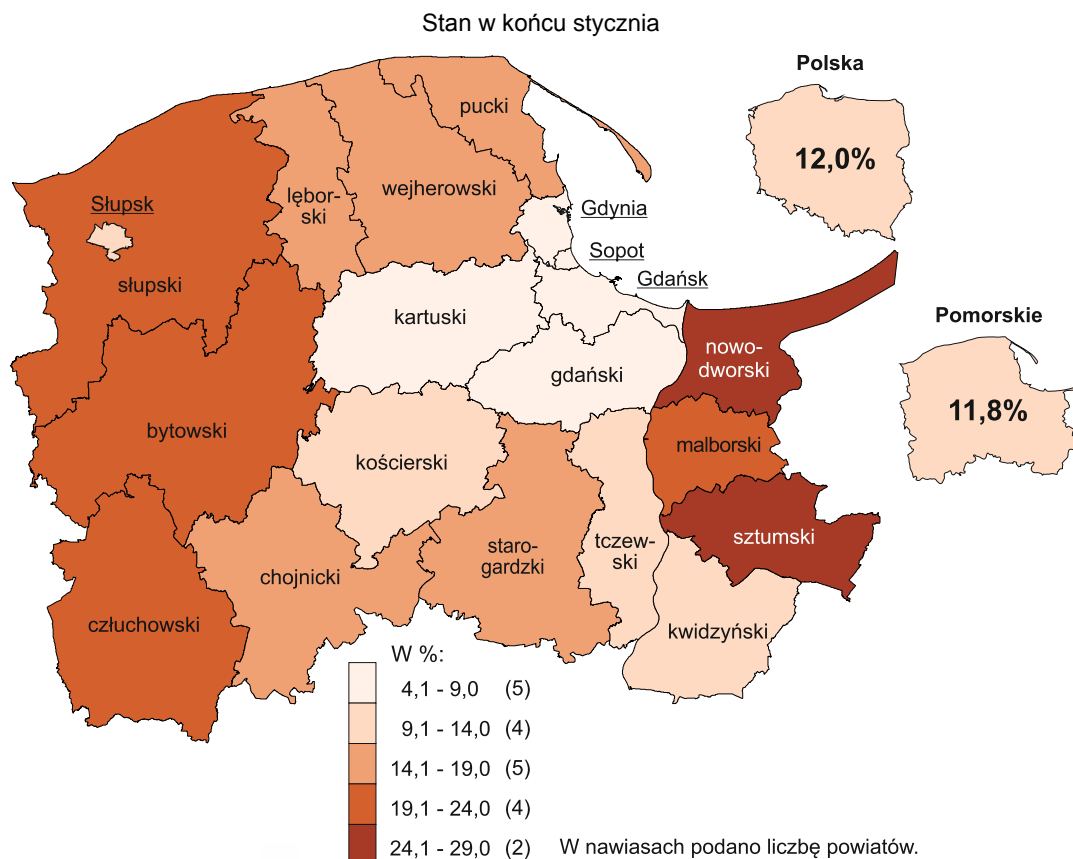 Stan w końcu stycznia
Polska
12,0%
pucki
wejherowski
lębor-
ski
Słupsk
Gdynia
Sopot
Gdańsk
słupski
kartuski
Pomorskie
11,8%
nowo-
dworski
gdański
bytowski
malborski
kościerski
sztumski
staro-
gardzki
tczew-
ski
chojnicki
człuchowski
kwidzyński
W %:
4,1 - 9,0 (5)
9,1 - 14,0 (4)
14,1 - 19,0 (5)
19,1 - 24,0 (4)
24,1 - 29,0 (2)
W nawiasach podano liczbę powiatów.